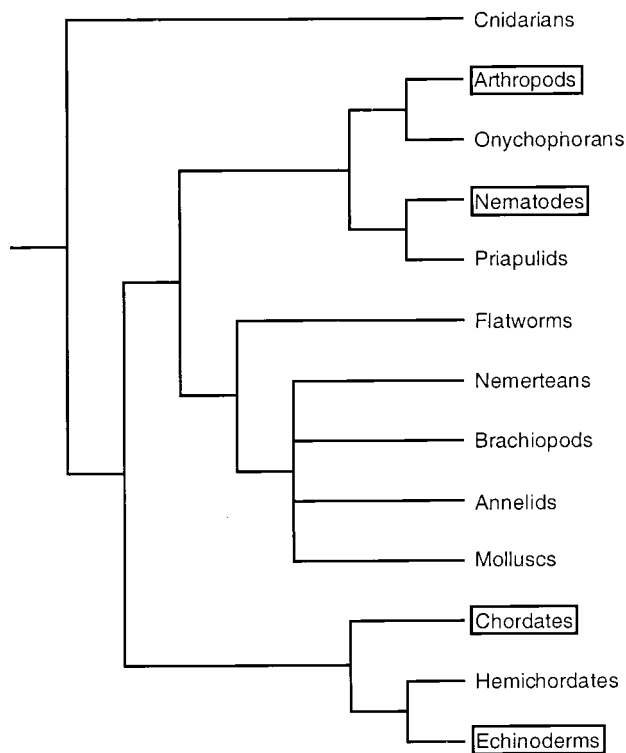 Cnidarians
Arthropods
Onychophorans
Nematodes
Priapulids
Flatworms
Nemerteans
Brachiopods
Annelids
Molluscs
Chordates
Hemichordates
Echinoderms